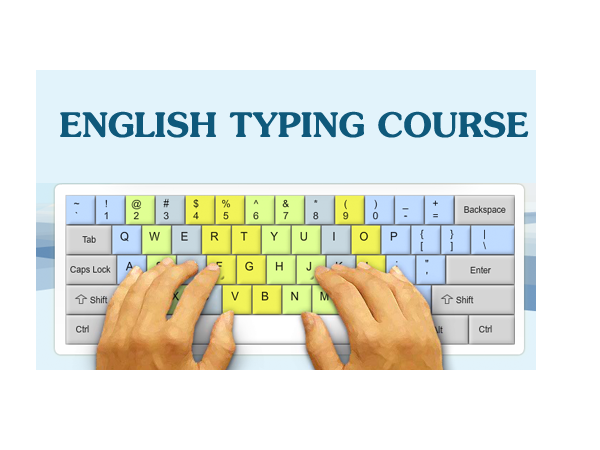 ENGLISH TYPING COURSE
~ ! @ # $ % ^ & * ( ) _ +
` 1 2 3 4 5 6 7 8 9 0 - = Backspace
Tab Q W E R T Y U I O P { [ } ] | \
Caps Lock A F G H J K : ; " ' Enter
Shift X V B N M Shift
Ctrl Alt Ctrl